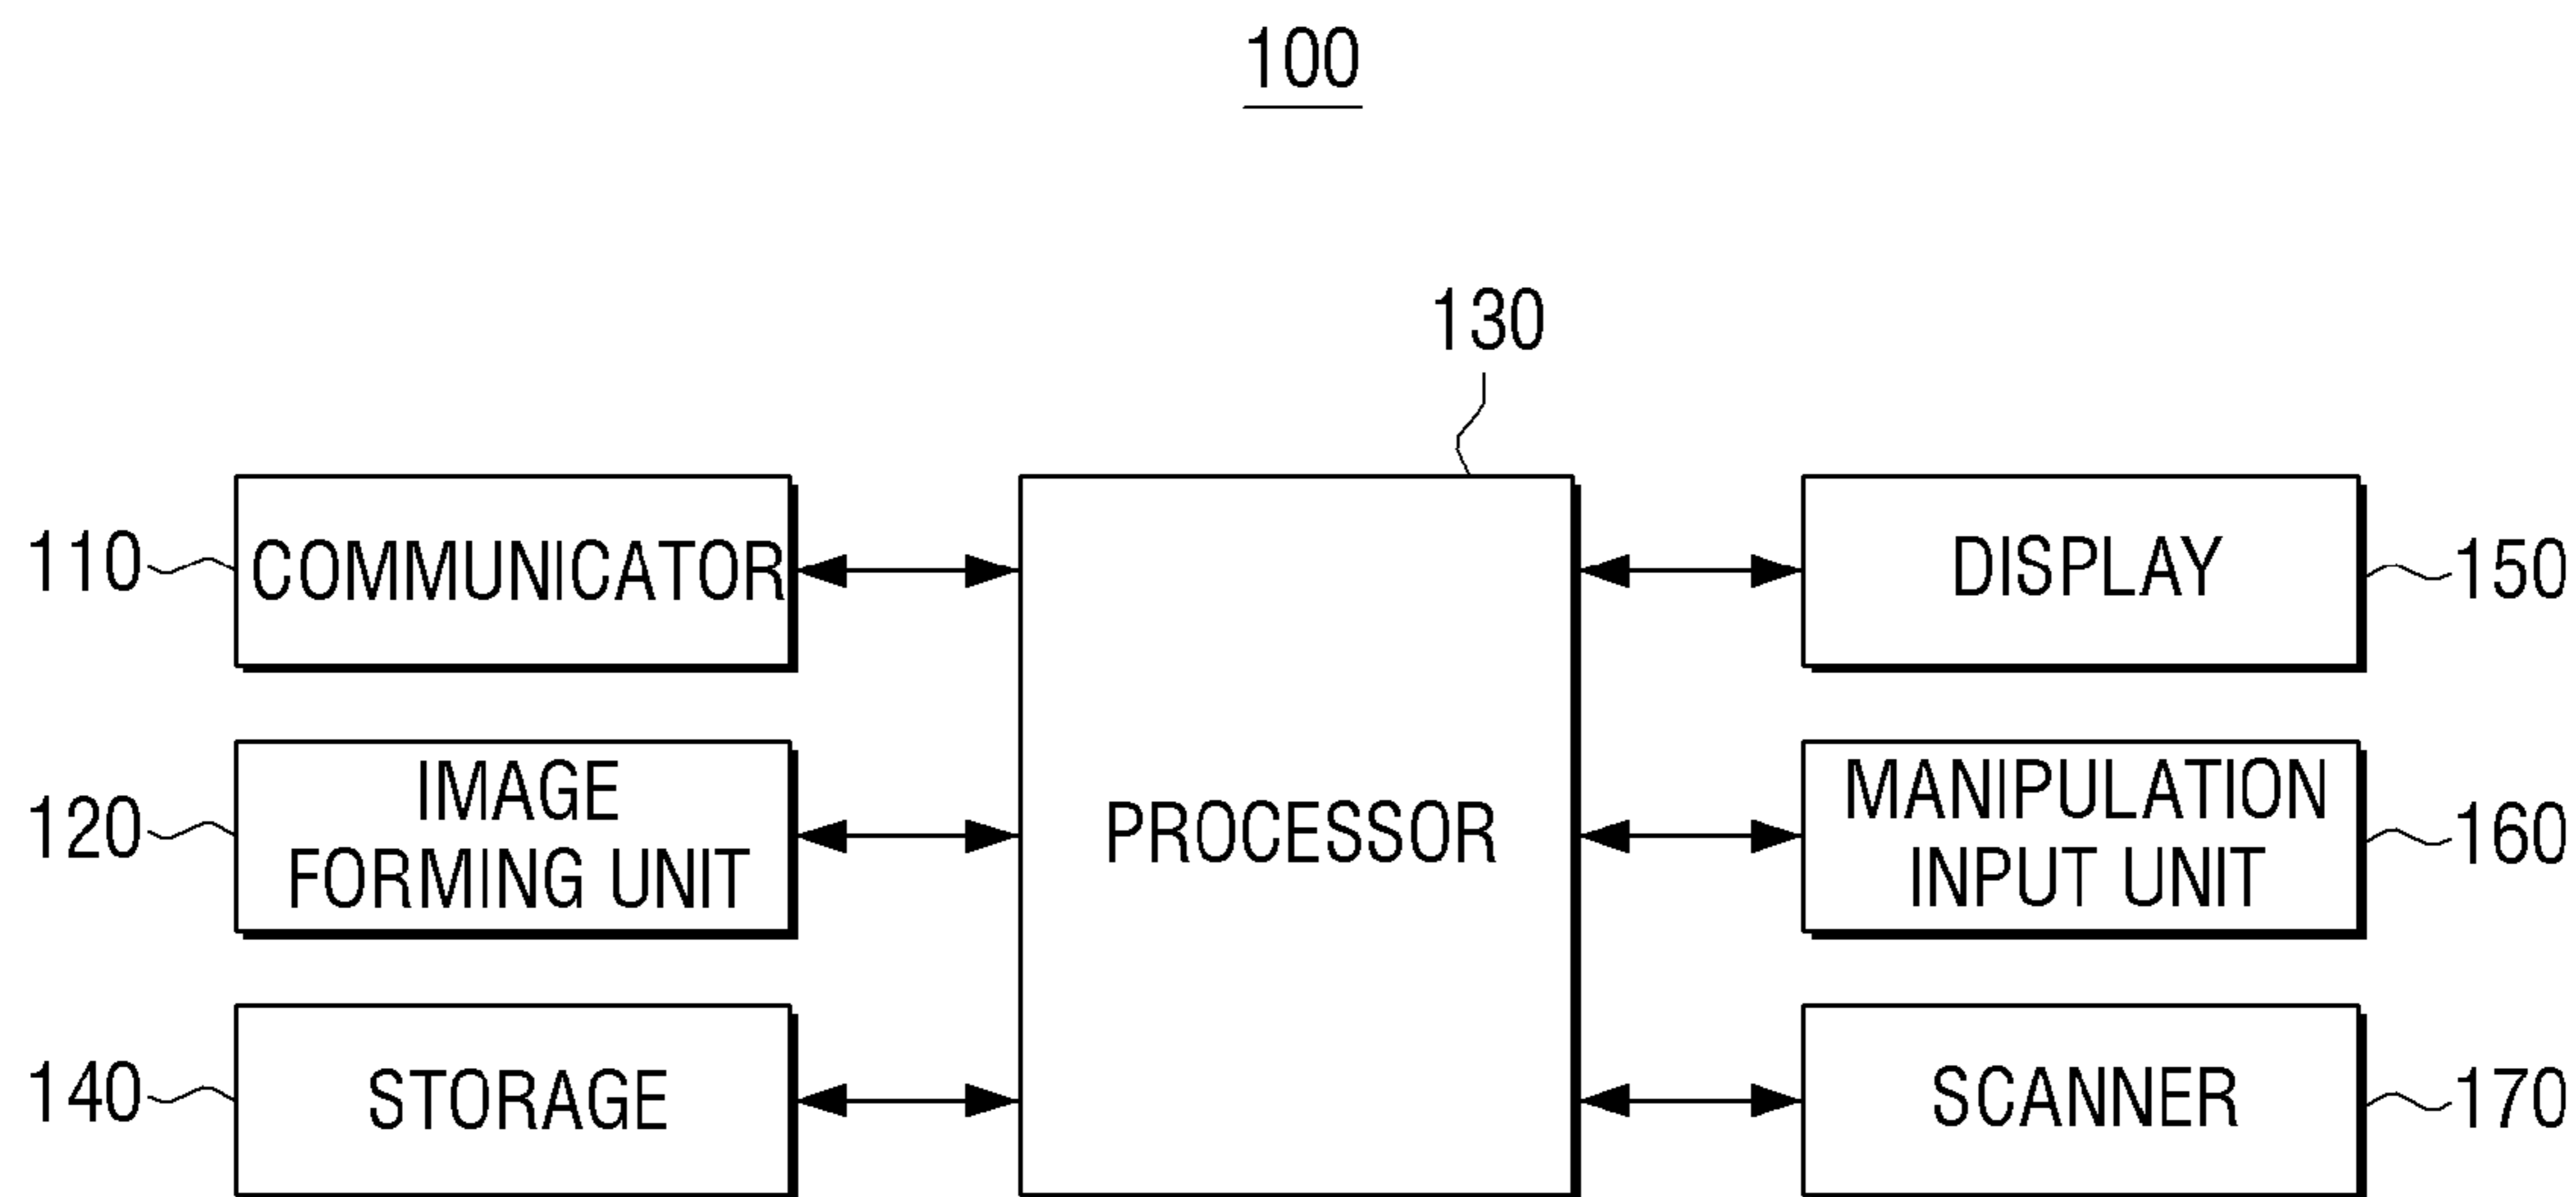 100
130
110
COMMUNICATOR
DISPLAY
150
120
IMAGE
FORMING UNIT
PROCESSOR
MANIPULATION
INPUT UNIT
160
140
STORAGE
SCANNER
170